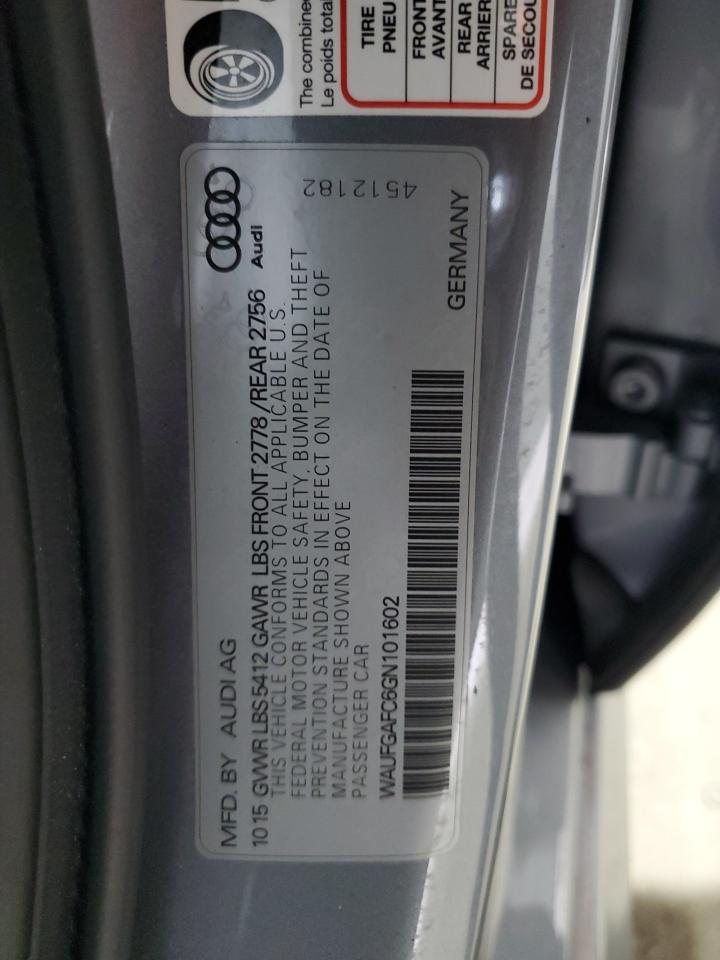 The combined
Le poids total
TIRE
PNEU
FRONT
AVANT
REAR
ARRIERE
SPARE
DE SECOU
MFD. BY AUDI AG
Audi
10 15 GVWR LBS 5412 GAWR LBS FRONT 2778 / REAR 2756
THIS VEHICLE CONFORMS TO ALL APPLICABLE U.S.
FEDERAL MOTOR VEHICLE SAFETY, BUMPER AND THEFT
PREVENTION STANDARDS IN EFFECT ON THE DATE OF
MANUFACTURE SHOWN ABOVE
PASSENGER CAR
4512182
WAUFGAFC6GN101602
GERMANY